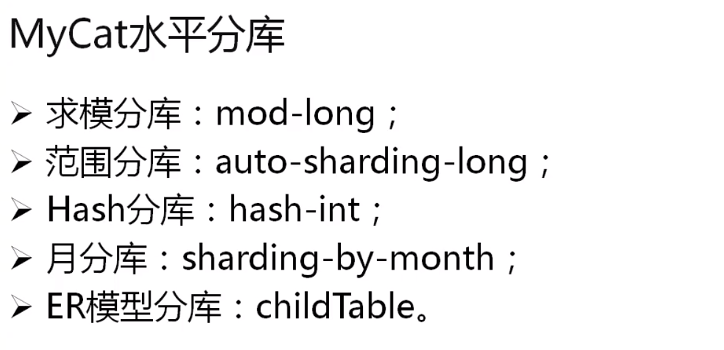 MyCat水平分库
➢ 求模分库：mod-long；
➢ 范围分库：auto-sharding-long；
➢ Hash分库：hash-int；
➢ 月分库：sharding-by-month；
➢ ER模型分库：childTable。